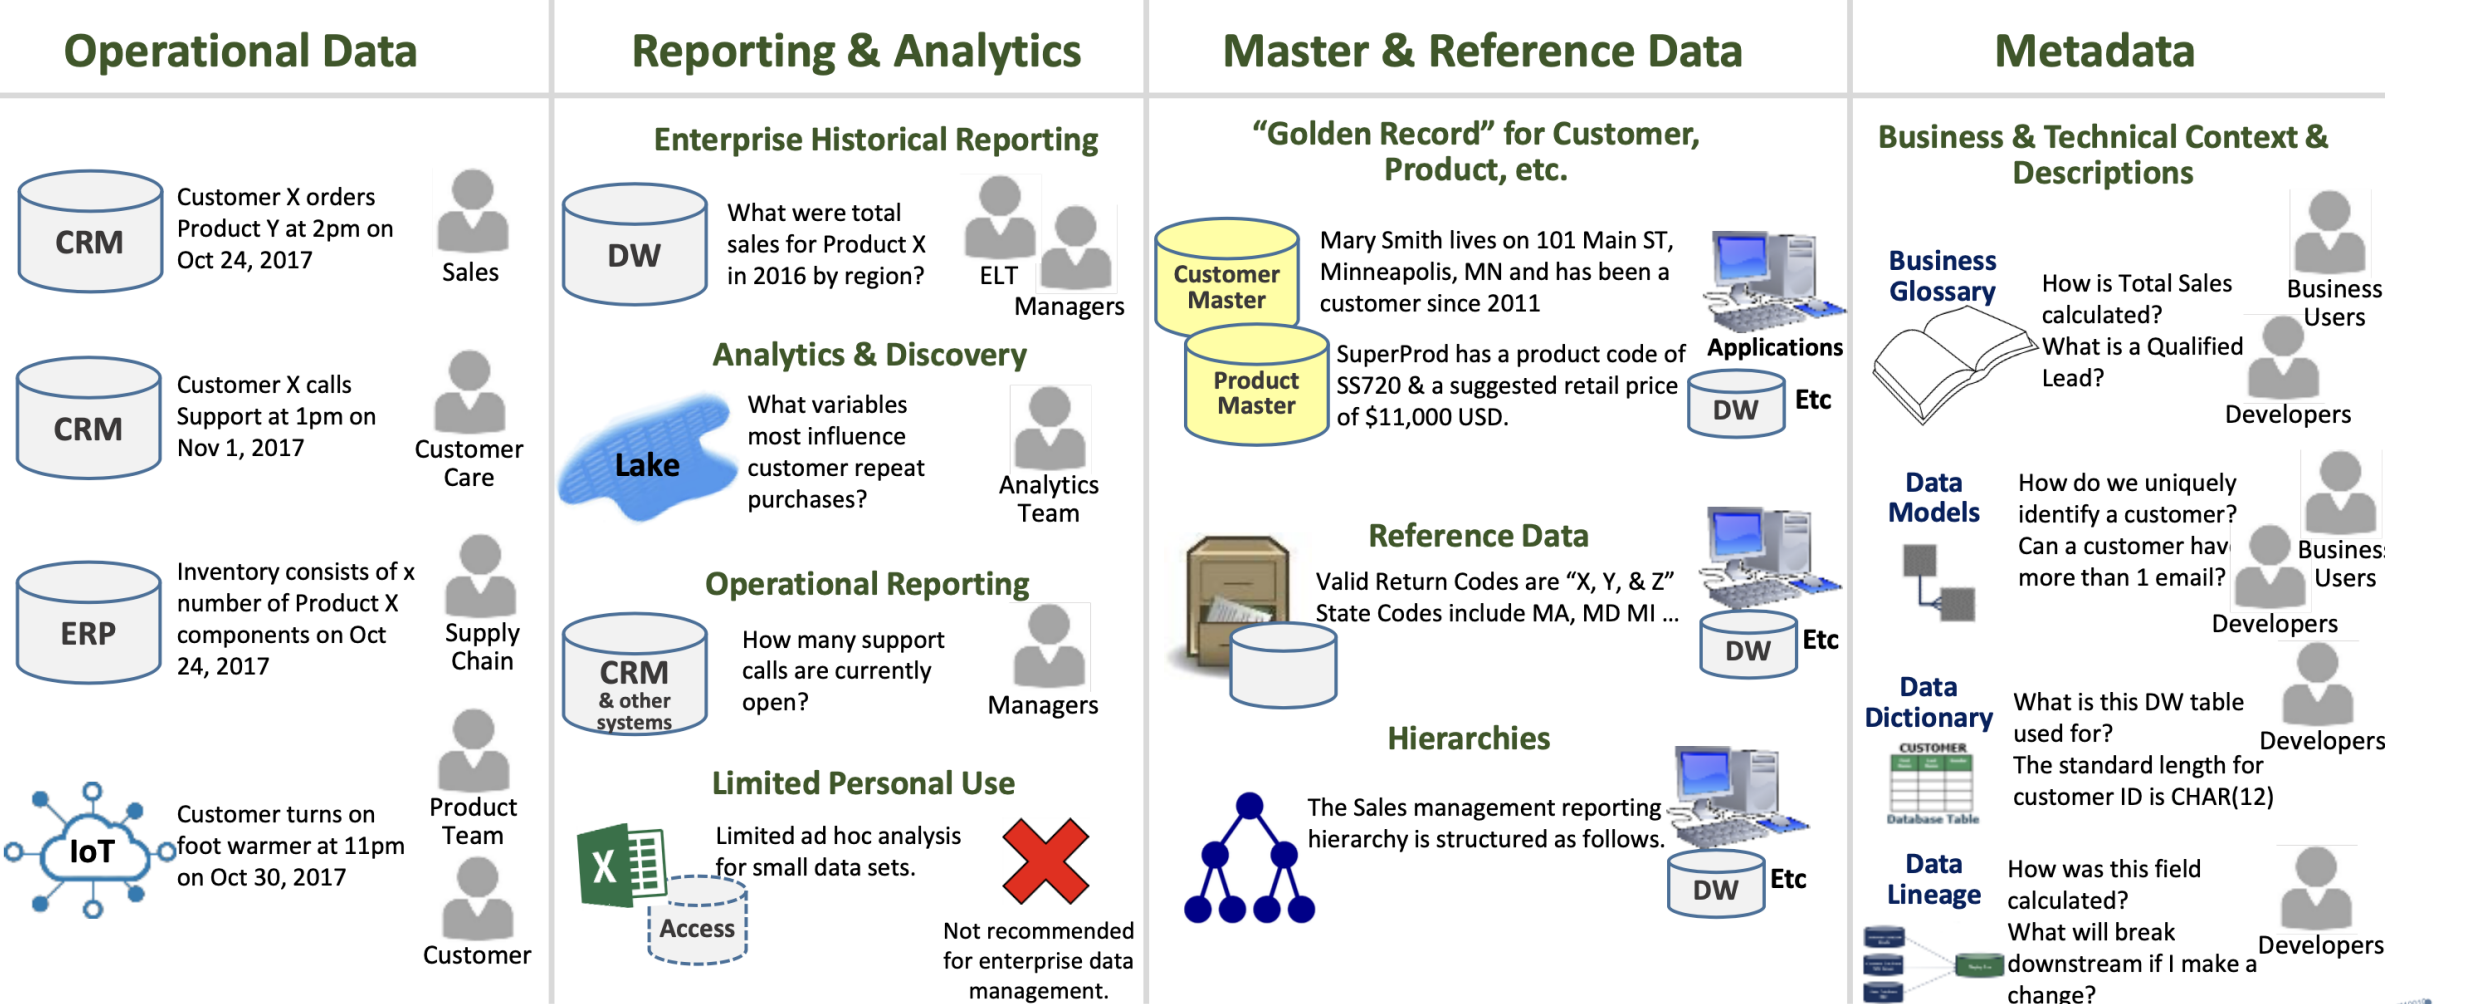 Operational Data
CRM
Customer X orders
Product Y at 2pm on
Oct 24, 2017
Sales
CRM
Customer X calls
Support at 1pm on
Nov 1, 2017
Customer
Care
ERP
Inventory consists of x
number of Product X
components on Oct
24, 2017
Supply
Chain
IoT
Customer turns on
foot warmer at 11pm
on Oct 30, 2017
Product
Team
Customer
Reporting & Analytics
Enterprise Historical Reporting
DW
What were total
sales for Product X
in 2016 by region?
ELT
Managers
Analytics & Discovery
Lake
What variables
most influence
customer repeat
purchases?
Analytics
Team
Operational Reporting
CRM
& other
systems
How many support
calls are currently
open?
Managers
Limited Personal Use
X
Access
Limited ad hoc analysis
for small data sets.
Not recommended
for enterprise data
management.
Master & Reference Data
“Golden Record” for Customer,
Product, etc.
Customer
Master
Mary Smith lives on 101 Main ST,
Minneapolis, MN and has been a
customer since 2011
Product
Master
SuperProd has a product code of
SS720 & a suggested retail price
of $11,000 USD.
Applications
DW
Etc
Reference Data
Valid Return Codes are “X, Y, & Z”
State Codes include MA, MD MI ...
DW
Etc
Hierarchies
The Sales management reporting
hierarchy is structured as follows.
DW
Etc
Metadata
Business & Technical Context &
Descriptions
Business
Glossary
How is Total Sales
calculated?
What is a Qualified
Lead?
Business
Users
Developers
Data
Models
How do we uniquely
identify a customer?
Can a customer hav
more than 1 email?
Busines
Users
Developers
Data
Dictionary
CUSTOMER
Database Table
What is this DW table
used for?
The standard length for
customer ID is CHAR(12)
Developers
Data
Lineage
How was this field
calculated?
What will break
downstream if I make a
change?
Developers